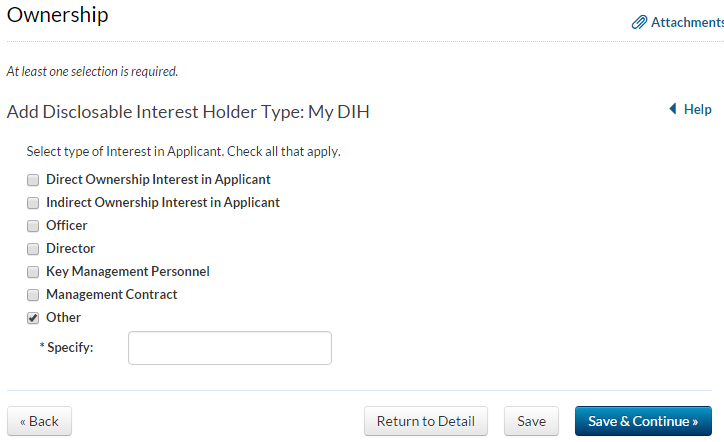 Ownership
Attachments
At least one selection is required.
Add Disclosable Interest Holder Type: My DIH
Help
Select type of Interest in Applicant. Check all that apply.
Direct Ownership Interest in Applicant
Indirect Ownership Interest in Applicant
Officer
Director
Key Management Personnel
Management Contract
Other
* Specify:
« Back
Return to Detail
Save
Save & Continue »